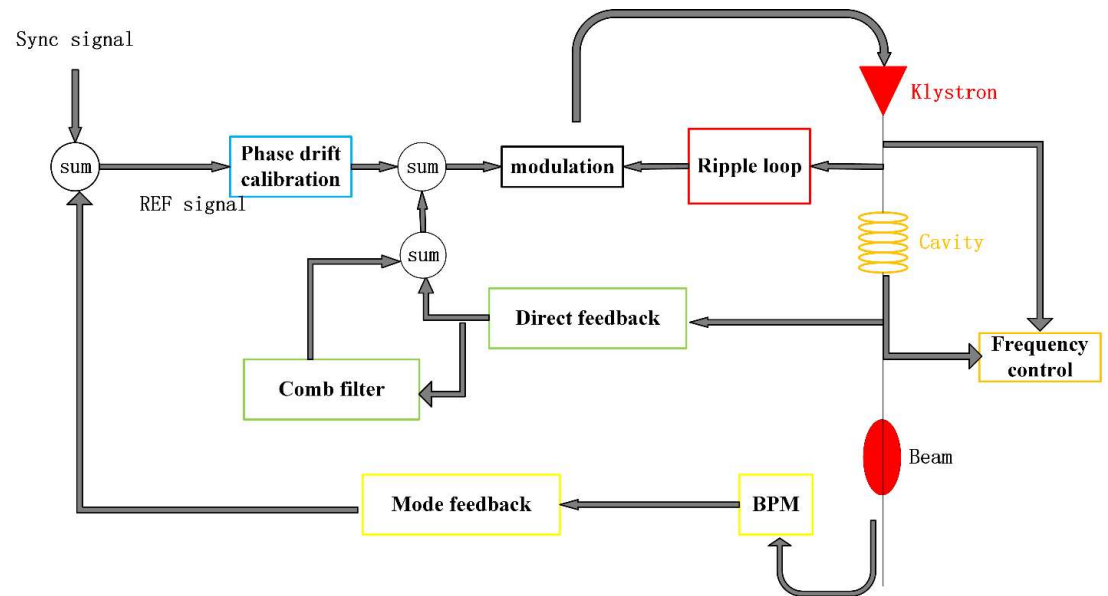 Sync signal
Klystron
sum
Phase drift
calibration
sum
modulation
Ripple loop
REF signal
sum
Cavity
Direct feedback
Frequency
control
Comb filter
Beam
Mode feedback
BPM